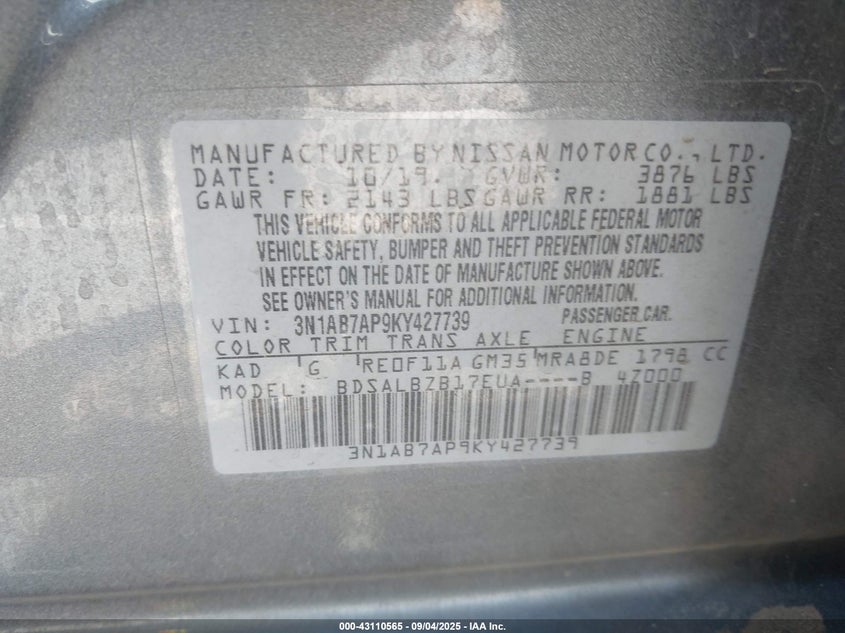 MANUFACTURED BY NISSAN MOTOR CO., LTD.
DATE: 10/19. GVWR: 3876 LBS
GAWR FR: 2143 LBS GAWR RR: 1881 LBS
THIS VEHICLE CONFORMS TO ALL APPLICABLE FEDERAL MOTOR
VEHICLE SAFETY, BUMPER AND THEFT PREVENTION STANDARDS
IN EFFECT ON THE DATE OF MANUFACTURE SHOWN ABOVE.
SEE OWNER'S MANUAL FOR ADDITIONAL INFORMATION.
VIN: 3N1AB7AP9KY427739 PASSENGER CAR.
COLOR TRIM TRANS AXLE ENGINE
KAD G RE0F11A GM35 MRA8DE 1798 CC
MODEL: BDSALBZB17EUA----B 4Z000
3N1AB7AP9KY427739
000-43110565 - 09/04/2025 - IAA Inc.